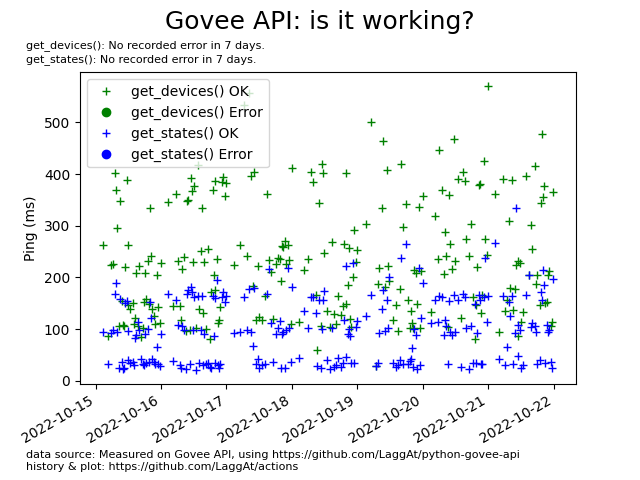 Govee API: is it working?
get_devices(): No recorded error in 7 days.
get_states(): No recorded error in 7 days.
get_devices() OK
get_devices() Error
get_states() OK
get_states() Error
Ping (ms)
500
400
300
200
100
0
2022-10-15
2022-10-16
2022-10-17
2022-10-18
2022-10-19
2022-10-20
2022-10-21
2022-10-22
data source: Measured on Govee API, using https://github.com/LaggAt/python-govee-api
history & plot: https://github.com/LaggAt/actions